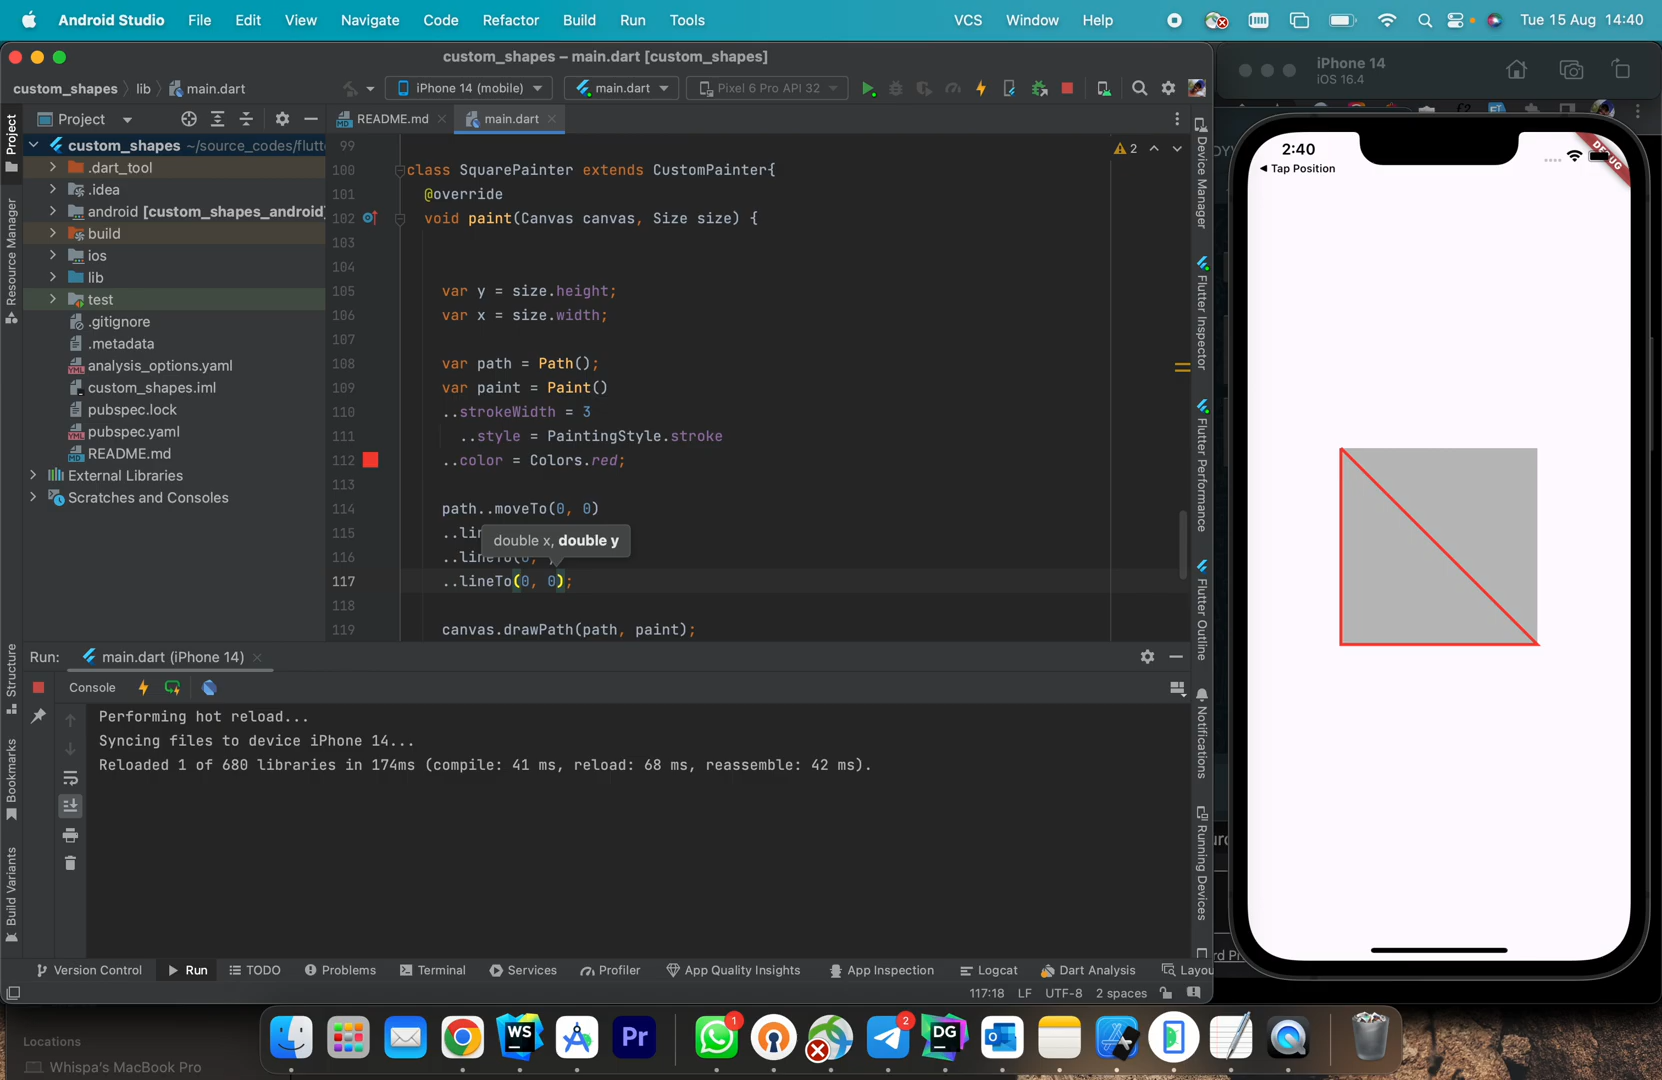 Android Studio File Edit View Navigate Code Refactor Build Run Tools VCS Window Help Tue 15 Aug 14:40
custom_shapes – main.dart [custom_shapes]
custom_shapes lib main.dart iPhone 14 (mobile) main.dart Pixel 6 Pro API 32
Project README.md main.dart
custom_shapes ~/source_codes/flutt
.dart_tool
.idea
android [custom_shapes_android]
build
ios
lib
test
.gitignore
.metadata
analysis_options.yaml
custom_shapes.iml
pubspec.lock
pubspec.yaml
README.md
External Libraries
Scratches and Consoles
Project
Resource Manager
Structure
Bookmarks
Build Variants
2
99
100 class SquarePainter extends CustomPainter{
101 @override
102 void paint(Canvas canvas, Size size) {
103
104
105 var y = size.height;
106 var x = size.width;
107
108 var path = Path();
109 var paint = Paint()
110 ..strokeWidth = 3
111 ..style = PaintingStyle.stroke
112 ..color = Colors.red;
113
114 path..moveTo(0, 0)
115 ..lin
double x, double y
116 ..lineTo(0,
117 ..lineTo(0, 0);
118
119 canvas.drawPath(path, paint);
Device Manager
Flutter Inspector
Flutter Performance
Flutter Outline
Notifications
Running Devices
Run: main.dart (iPhone 14)
Console
Performing hot reload...
Syncing files to device iPhone 14...
Reloaded 1 of 680 libraries in 174ms (compile: 41 ms, reload: 68 ms, reassemble: 42 ms).
Version Control Run TODO Problems Terminal Services Profiler App Quality Insights App Inspection Logcat Dart Analysis Layou
117:18 LF UTF-8 2 spaces
iPhone 14
iOS 16.4
2:40
Tap Position
DEBUG
WS
Pr
1
2
DG
Locations
Whispa's MacBook Pro